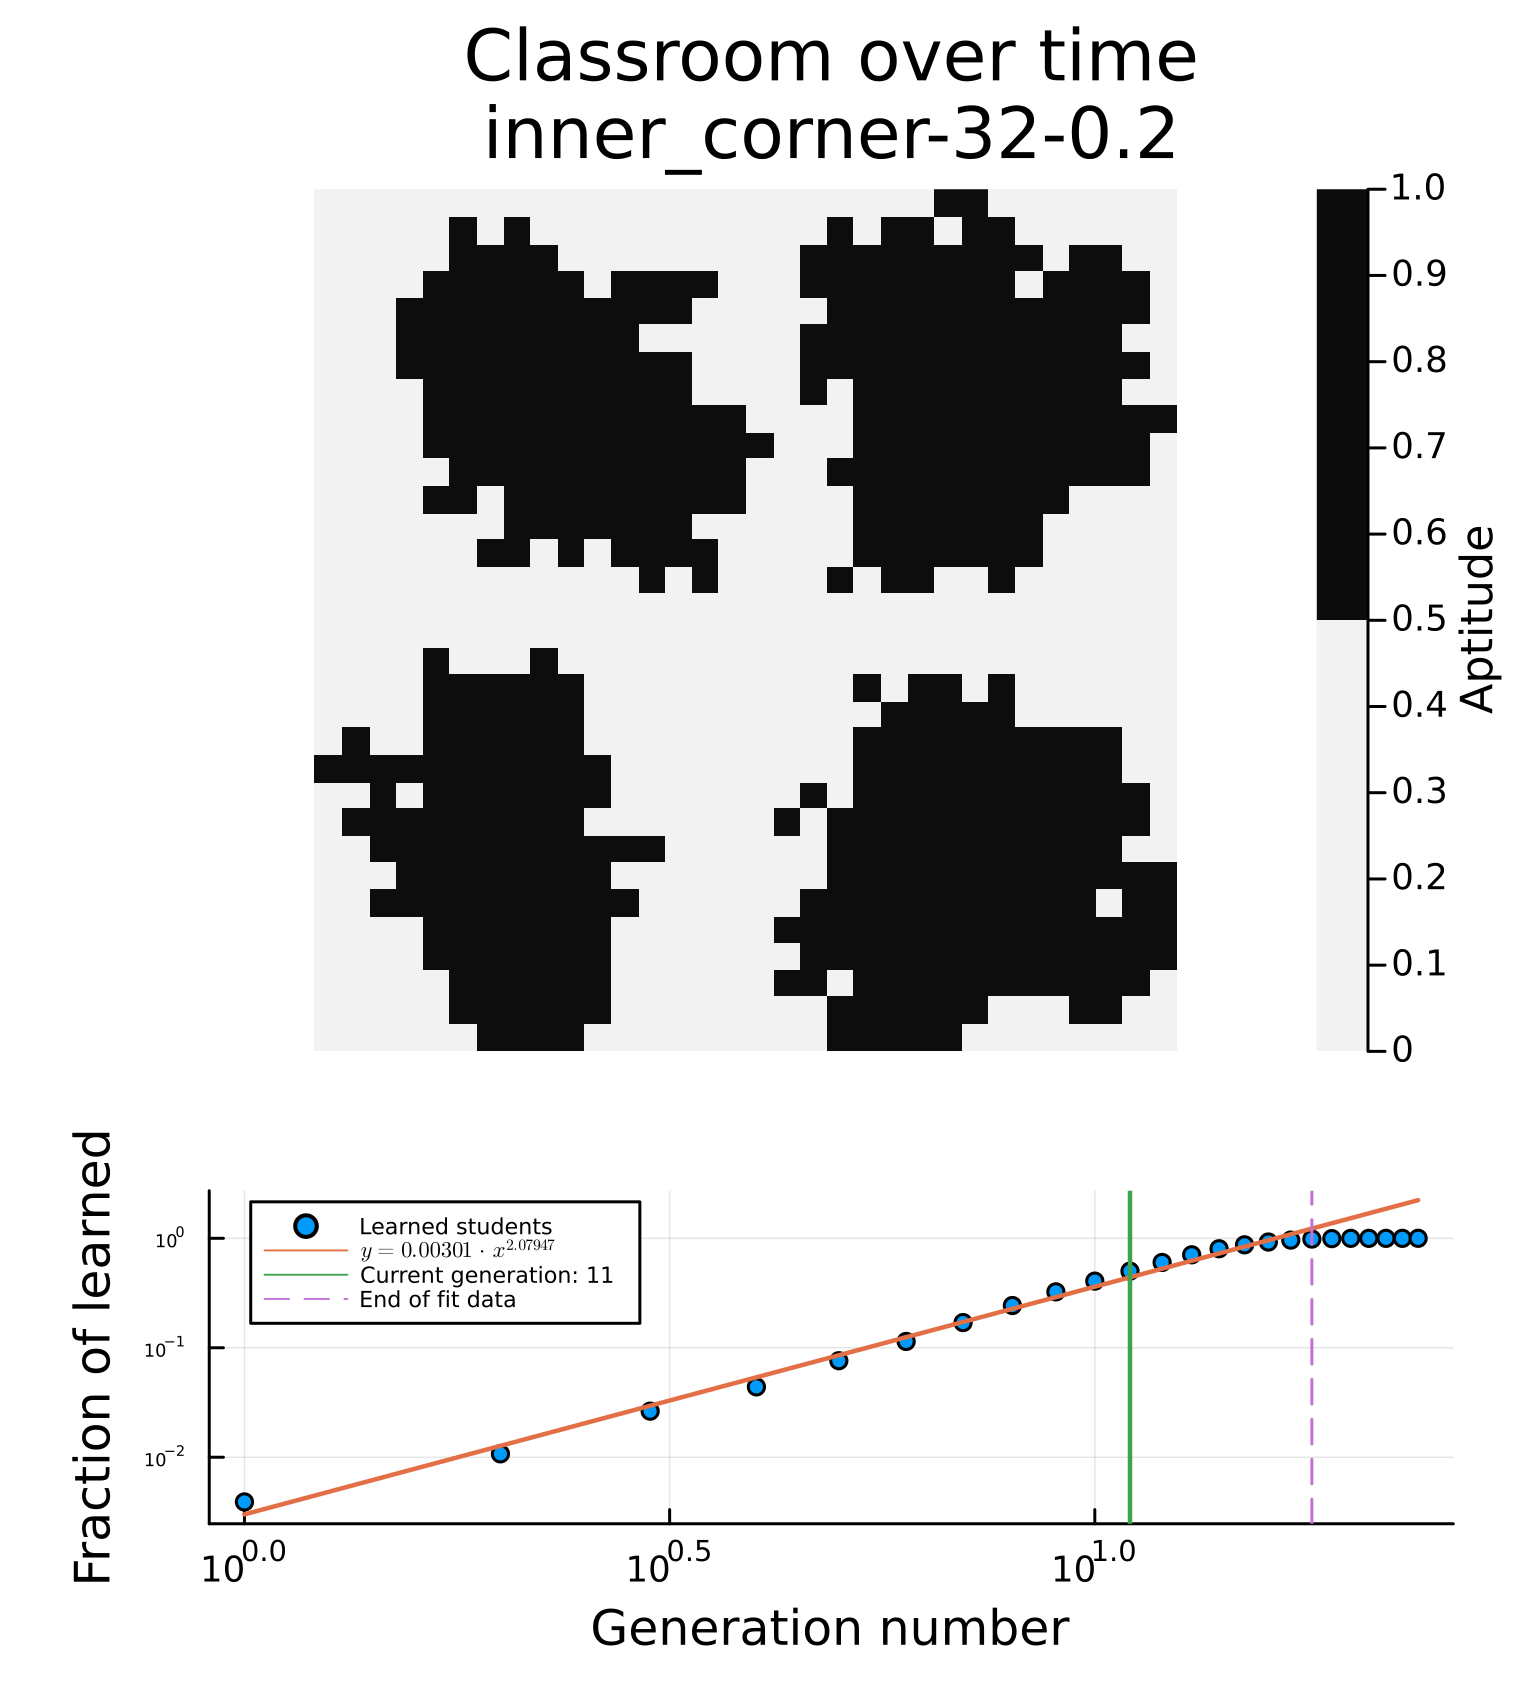 Classroom over time
inner_corner-32-0.2
1.0
0.9
0.8
0.7
0.6
0.5
0.4
0.3
0.2
0.1
0
Aptitude
Fraction of learned
10⁰
10⁻¹
10⁻²
Learned students
y = 0.00301 · x^2.07947
Current generation: 11
End of fit data
10^0.0
10^0.5
10^1.0
Generation number